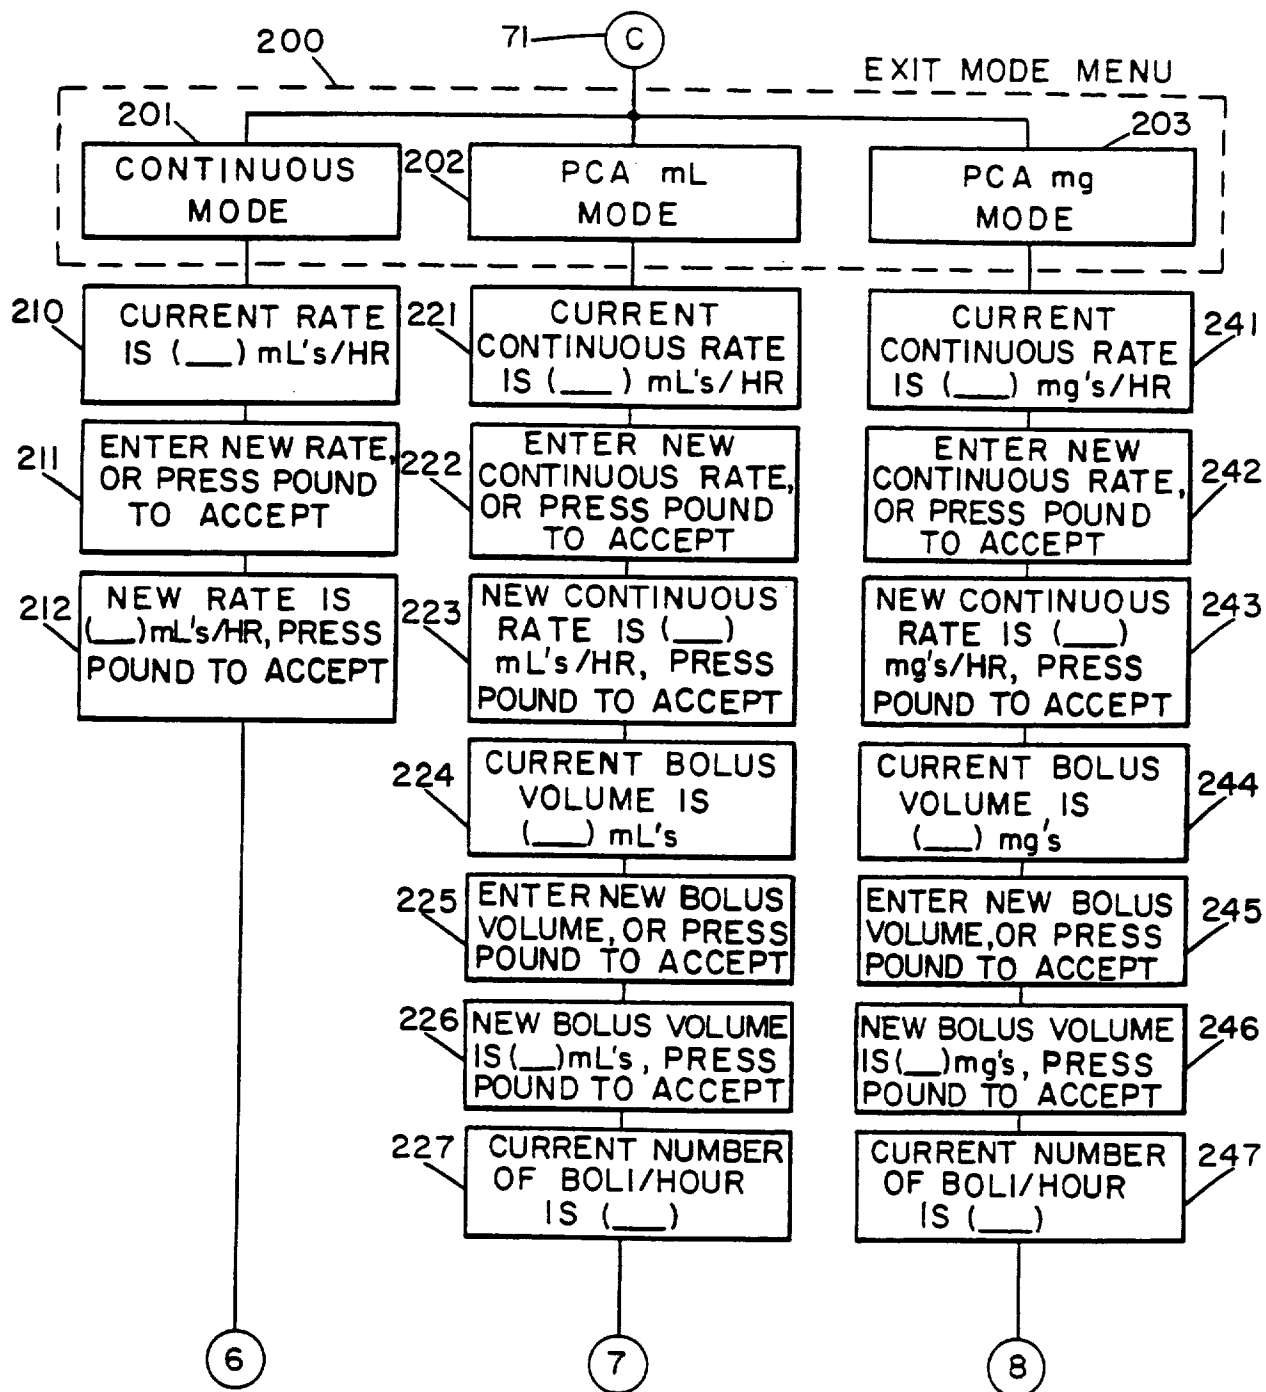 71
C
200
EXIT MODE MENU
201
CONTINUOUS
MODE
202
PCA mL
MODE
203
PCA mg
MODE
210
CURRENT RATE
IS (___) mL's/HR
211
ENTER NEW RATE,
OR PRESS POUND
TO ACCEPT
212
NEW RATE IS
(___)mL's/HR, PRESS
POUND TO ACCEPT
6
221
CURRENT
CONTINUOUS RATE
IS (___) mL's/HR
222
ENTER NEW
CONTINUOUS RATE,
OR PRESS POUND
TO ACCEPT
223
NEW CONTINUOUS
RATE IS (___)
mL's/HR, PRESS
POUND TO ACCEPT
224
CURRENT BOLUS
VOLUME IS
(___) mL's
225
ENTER NEW BOLUS
VOLUME, OR PRESS
POUND TO ACCEPT
226
NEW BOLUS VOLUME
IS (___)mL's, PRESS
POUND TO ACCEPT
227
CURRENT NUMBER
OF BOLI/HOUR
IS (___)
7
241
CURRENT
CONTINUOUS RATE
IS (___) mg's/HR
242
ENTER NEW
CONTINUOUS RATE,
OR PRESS POUND
TO ACCEPT
243
NEW CONTINUOUS
RATE IS (___)
mg's/HR, PRESS
POUND TO ACCEPT
244
CURRENT BOLUS
VOLUME IS
(___) mg's
245
ENTER NEW BOLUS
VOLUME, OR PRESS
POUND TO ACCEPT
246
NEW BOLUS VOLUME
IS (___)mg's, PRESS
POUND TO ACCEPT
247
CURRENT NUMBER
OF BOLI/HOUR
IS (___)
8